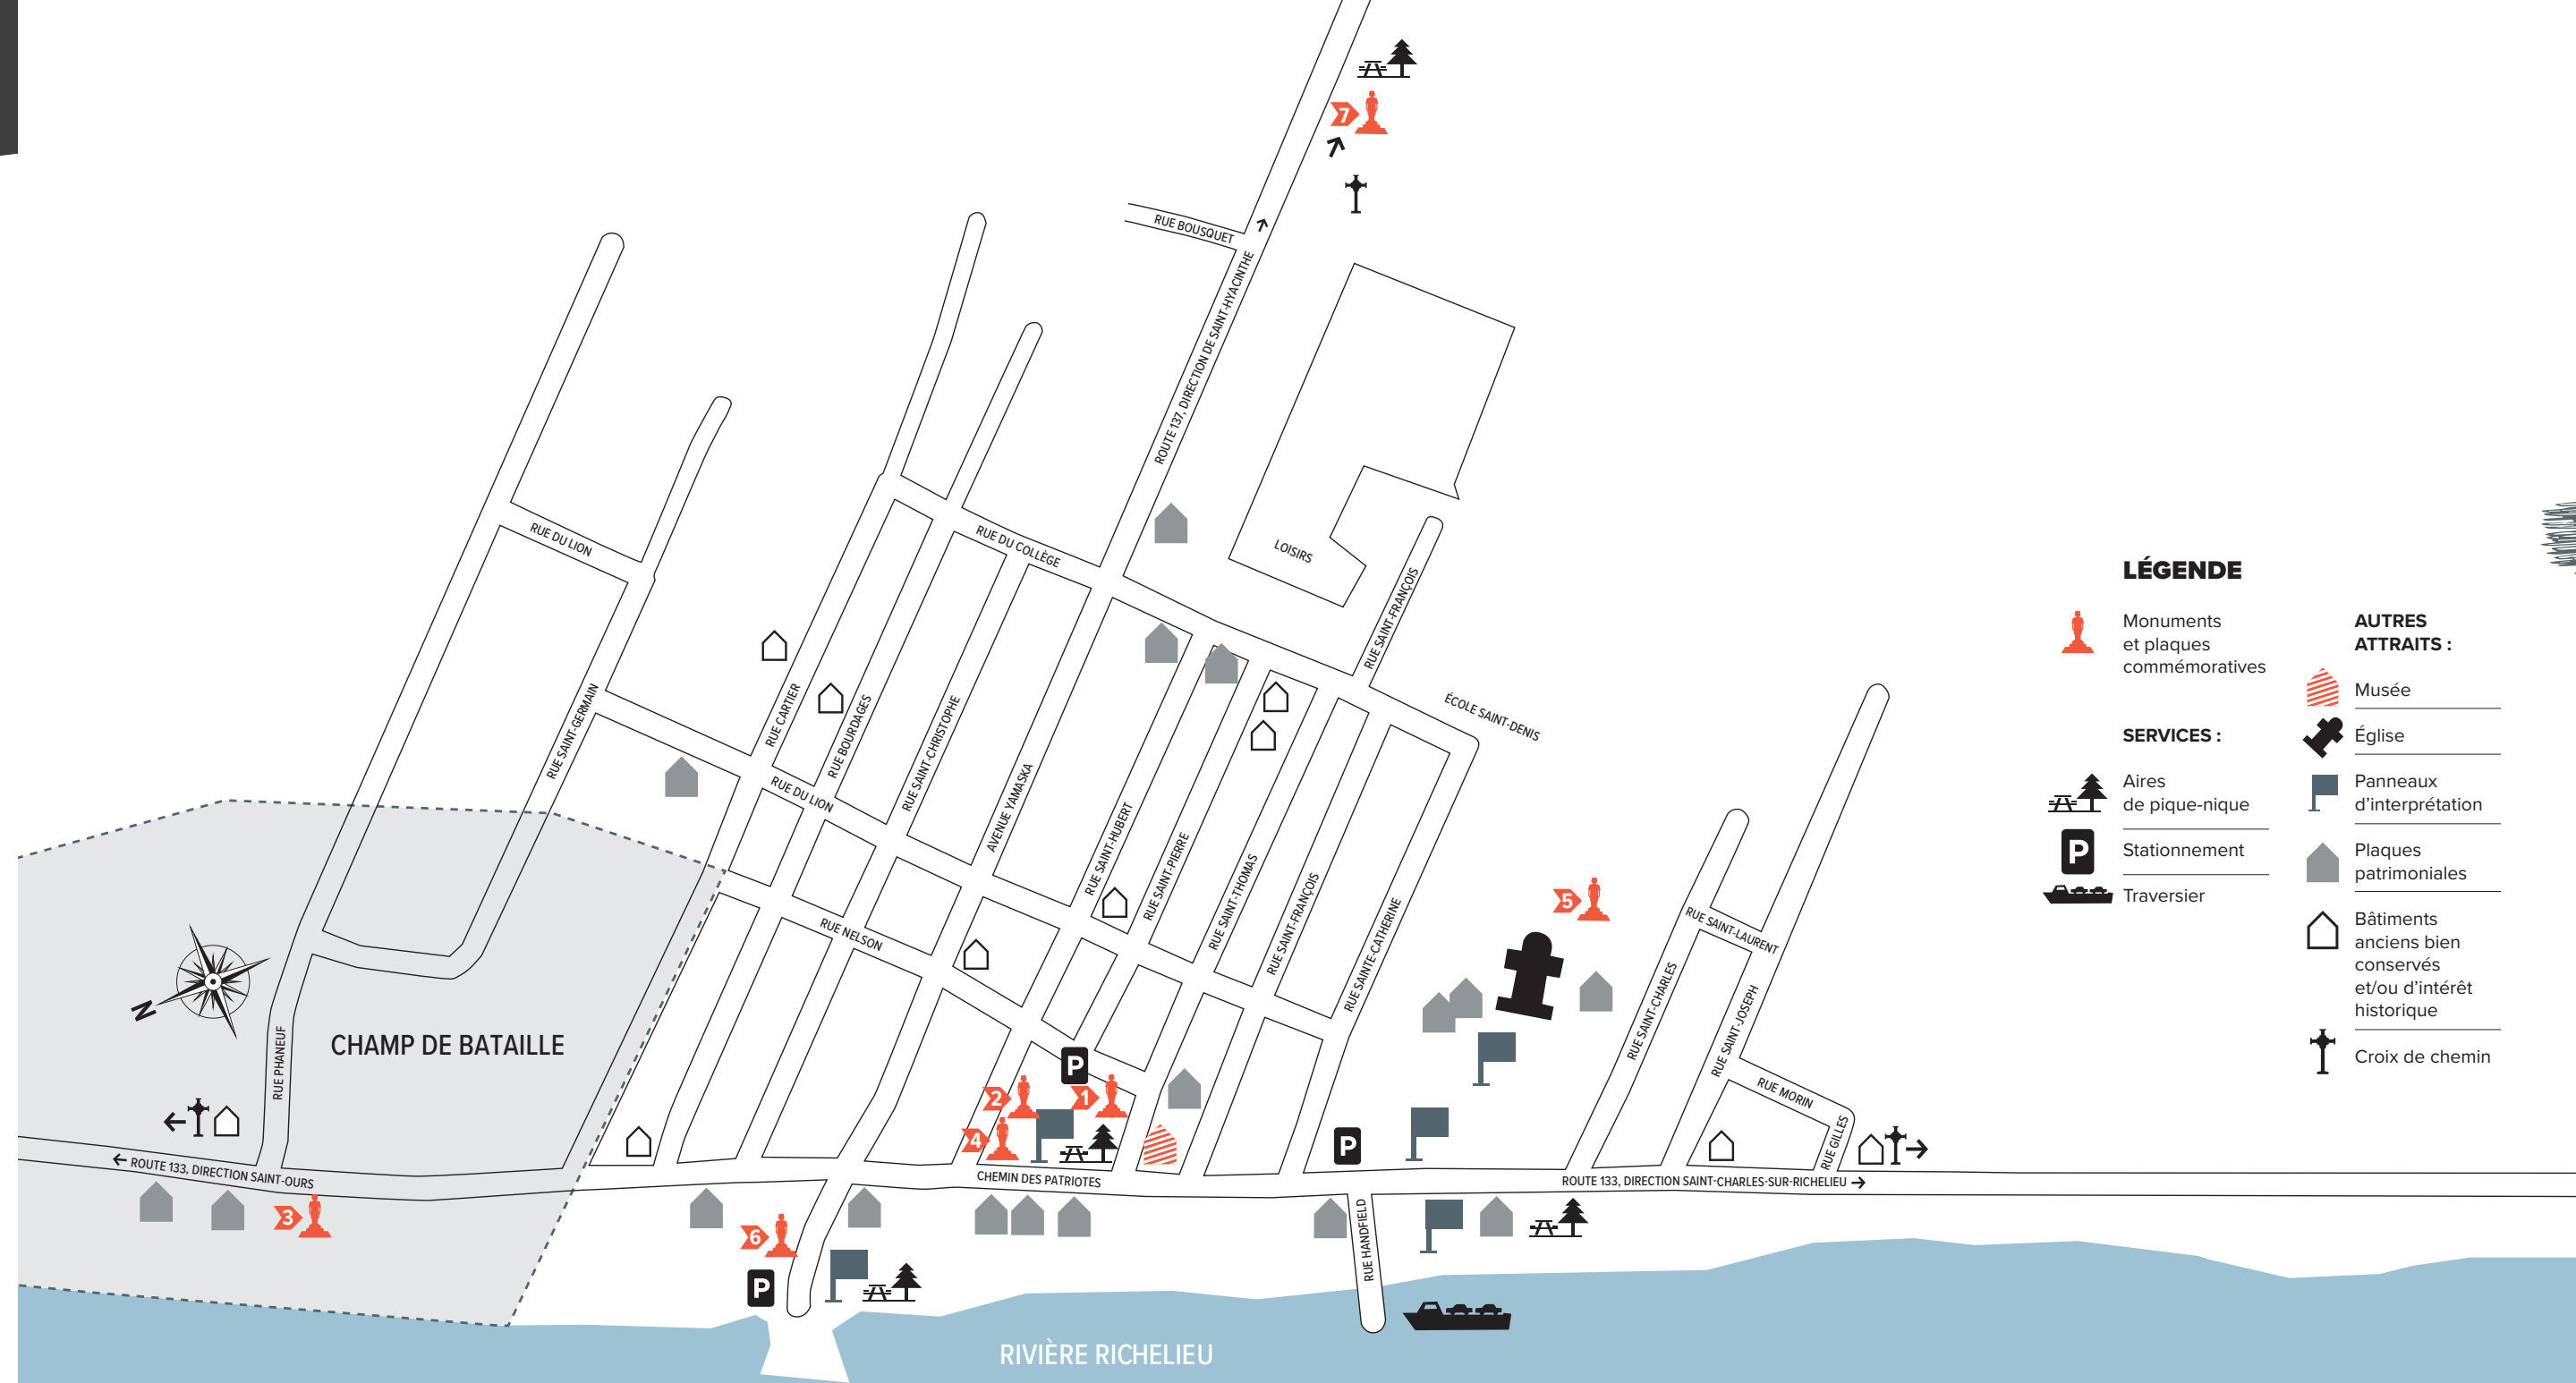 7
RUE BOUSQUET
ROUTE 137, DIRECTION DE SAINT-HYACINTHE
RUE DU LION
RUE DU COLLÈGE
LOISIRS
RUE SAINT-FRANÇOIS
RUE SAINT-GERMAIN
RUE CARTIER
RUE BOURDAGES
RUE SAINT-CHRISTOPHE
AVENUE YAMASKA
RUE SAINT-HUBERT
RUE SAINT-PIERRE
RUE SAINT-THOMAS
RUE SAINT-FRANÇOIS
RUE SAINTE-CATHERINE
ÉCOLE SAINT-DENIS
RUE DU LION
RUE NELSON
5
RUE SAINT-LAURENT
RUE SAINT-CHARLES
RUE SAINT-JOSEPH
RUE MORIN
RUE GILLES
N
CHAMP DE BATAILLE
RUE PHANEUF
P
2
1
4
P
ROUTE 133, DIRECTION SAINT-OURS
CHEMIN DES PATRIOTES
ROUTE 133, DIRECTION SAINT-CHARLES-SUR-RICHELIEU
3
6
P
RUE HANDFIELD
RIVIÈRE RICHELIEU
LÉGENDE
Monuments
et plaques
commémoratives
SERVICES :
Aires
de pique-nique
P
Stationnement
Traversier
AUTRES
ATTRAITS :
Musée
Église
Panneaux
d'interprétation
Plaques
patrimoniales
Bâtiments
anciens bien
conservés
et/ou d'intérêt
historique
Croix de chemin